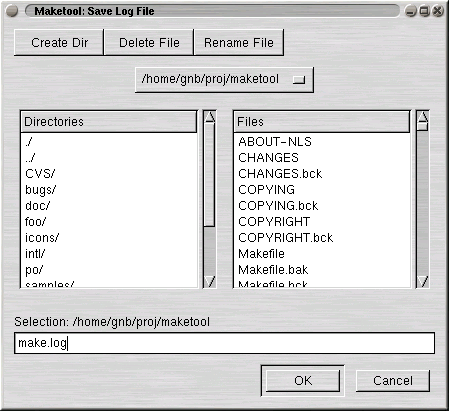 Maketool: Save Log File
Create Dir Delete File Rename File
/home/gnb/proj/maketool
Directories
./
../
CVS/
bugs/
doc/
foo/
icons/
intl/
po/
samples/
Files
ABOUT-NLS
CHANGES
CHANGES.bck
COPYING
COPYING.bck
COPYRIGHT
COPYRIGHT.bck
Makefile
Makefile.bak
Makefile.bck
Selection: /home/gnb/proj/maketool
make.log
OK Cancel